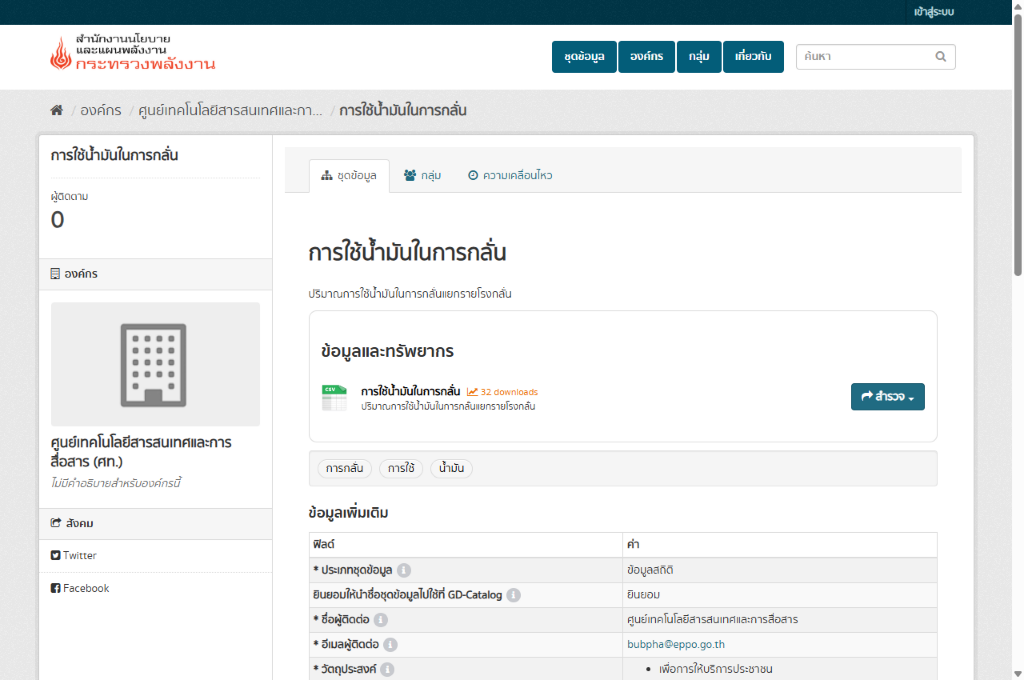 เข้าสู่ระบบ
สำนักงานนโยบาย
และแผนพลังงาน
กระทรวงพลังงาน
ชุดข้อมูล องค์กร กลุ่ม เกี่ยวกับ ค้นหา
/ องค์กร / ศูนย์เทคโนโลยีสารสนเทศและกา... / การใช้น้ำมันในการกลั่น
การใช้น้ำมันในการกลั่น
ผู้ติดตาม
0
องค์กร
ศูนย์เทคโนโลยีสารสนเทศและการ
สื่อสาร (ศท.)
ไม่มีคำอธิบายสำหรับองค์กรนี้
สังคม
Twitter
Facebook
ชุดข้อมูล กลุ่ม ความเคลื่อนไหว
การใช้น้ำมันในการกลั่น
ปริมาณการใช้น้ำมันในการกลั่นแยกรายโรงกลั่น
ข้อมูลและทรัพยากร
CSV
การใช้น้ำมันในการกลั่น 32 downloads
ปริมาณการใช้น้ำมันในการกลั่นแยกรายโรงกลั่น
สำรวจ
การกลั่น การใช้ น้ำมัน
ข้อมูลเพิ่มเติม
ฟิลด์ ค่า
* ประเภทชุดข้อมูล ข้อมูลสถิติ
ยินยอมให้นำชื่อชุดข้อมูลไปใช้ที่ GD-Catalog ยินยอม
* ชื่อผู้ติดต่อ ศูนย์เทคโนโลยีสารสนเทศและการสื่อสาร
* อีเมลผู้ติดต่อ bubpha@eppo.go.th
* วัตถุประสงค์ • เพื่อการให้บริการประชาชน